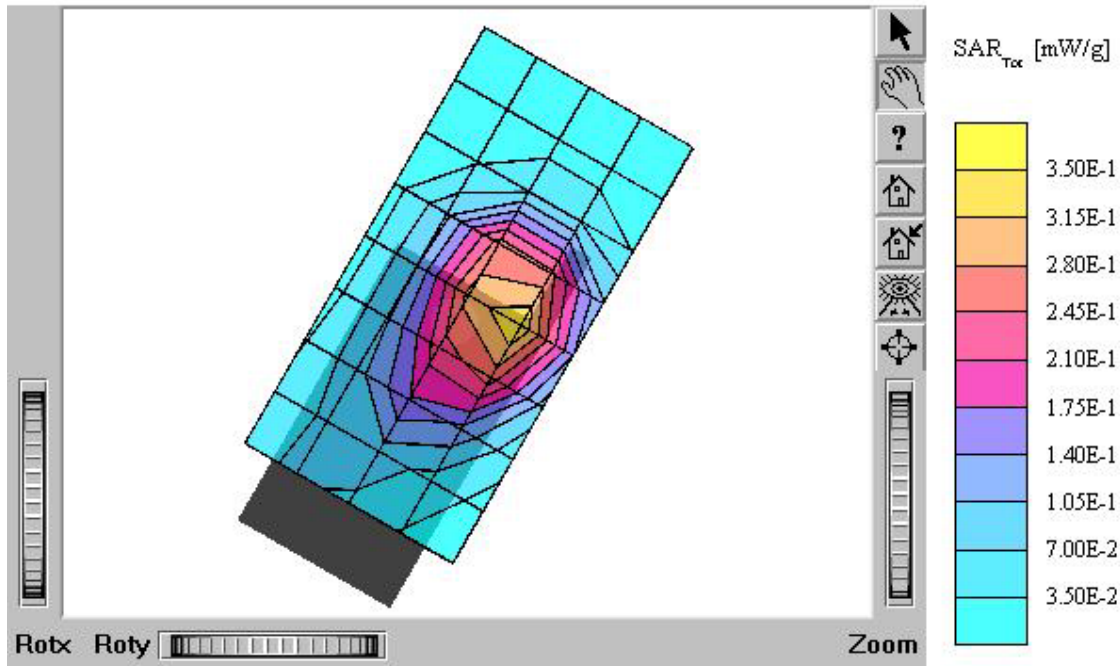 SAR_Tot [mW/g]
?
3.50E-1
3.15E-1
2.80E-1
2.45E-1
2.10E-1
1.75E-1
1.40E-1
1.05E-1
7.00E-2
3.50E-2
Rotx Roty Zoom